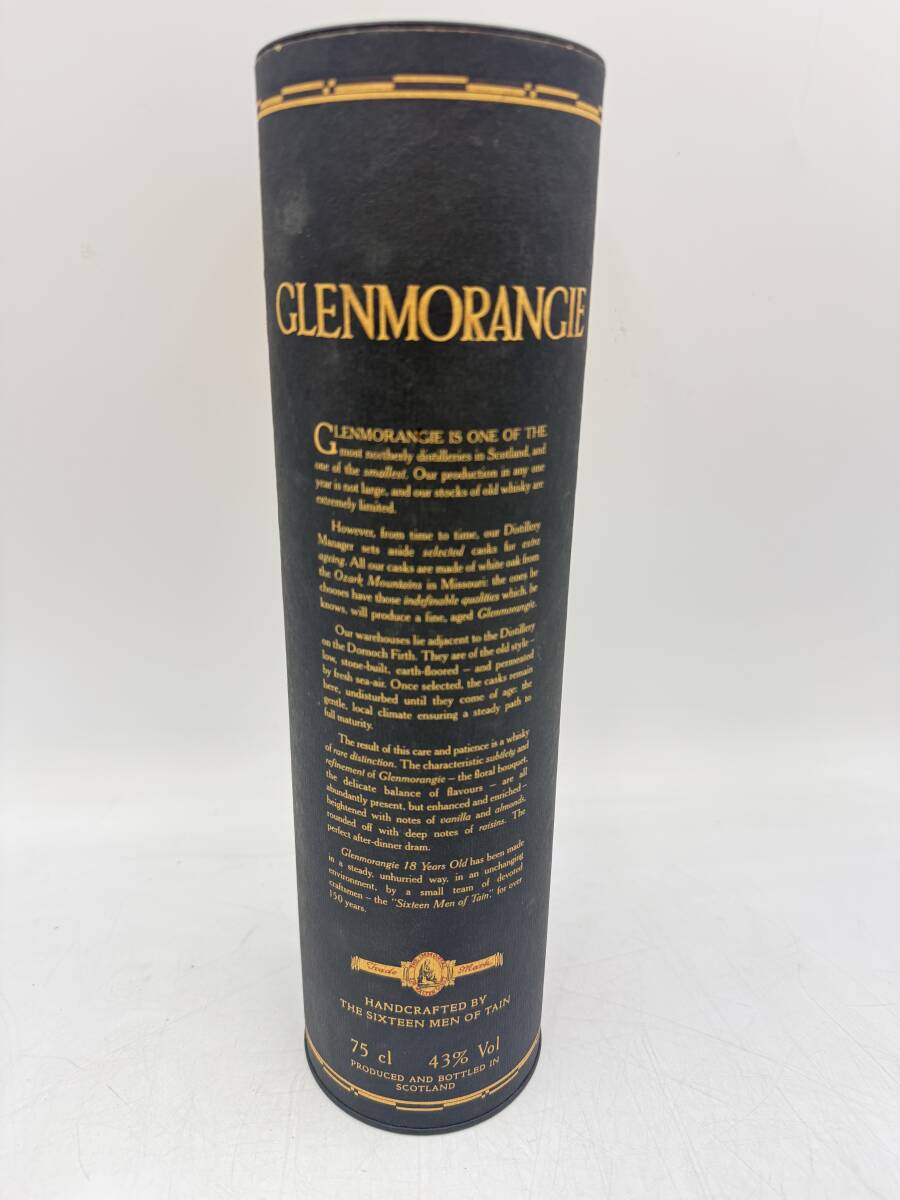 GLENMORANGIE
GLENMORANGIE IS ONE OF THE
most northerly distilleries in Scotland, and
one of the smallest. Our production in any one
year is not large, and our stocks of old whisky are
extremely limited.
However, from time to time, our Distillery
Manager sets aside selected casks for extra
ageing. All our casks are made of white oak from
the Ozark Mountains in Missouri: the ones he
chooses have those indefinable qualities which, he
knows, will produce a fine, aged Glenmorangie.
Our warehouses lie adjacent to the Distillery
on the Dornoch Firth. They are of the old style –
low, stone-built, earth-floored – and permeated
by fresh sea-air. Once selected, the casks remain
here, undisturbed until they come of age: the
gentle, local climate ensuring a steady path to
full maturity.
The result of this care and patience is a whisky
of rare distinction. The characteristic subtlety and
refinement of Glenmorangie – the floral bouquet,
the delicate balance of flavours – are all
abundantly present, but enhanced and enriched –
heightened with notes of vanilla and almonds,
rounded off with deep notes of raisins. The
perfect after-dinner dram.
Glenmorangie 18 Years Old has been made
in a steady, unhurried way, in an unchanging
environment, by a small team of devoted
craftsmen – the "Sixteen Men of Tain," for over
150 years.
Trade Mark
HANDCRAFTED BY
THE SIXTEEN MEN OF TAIN
75 cl 43% Vol
PRODUCED AND BOTTLED IN
SCOTLAND